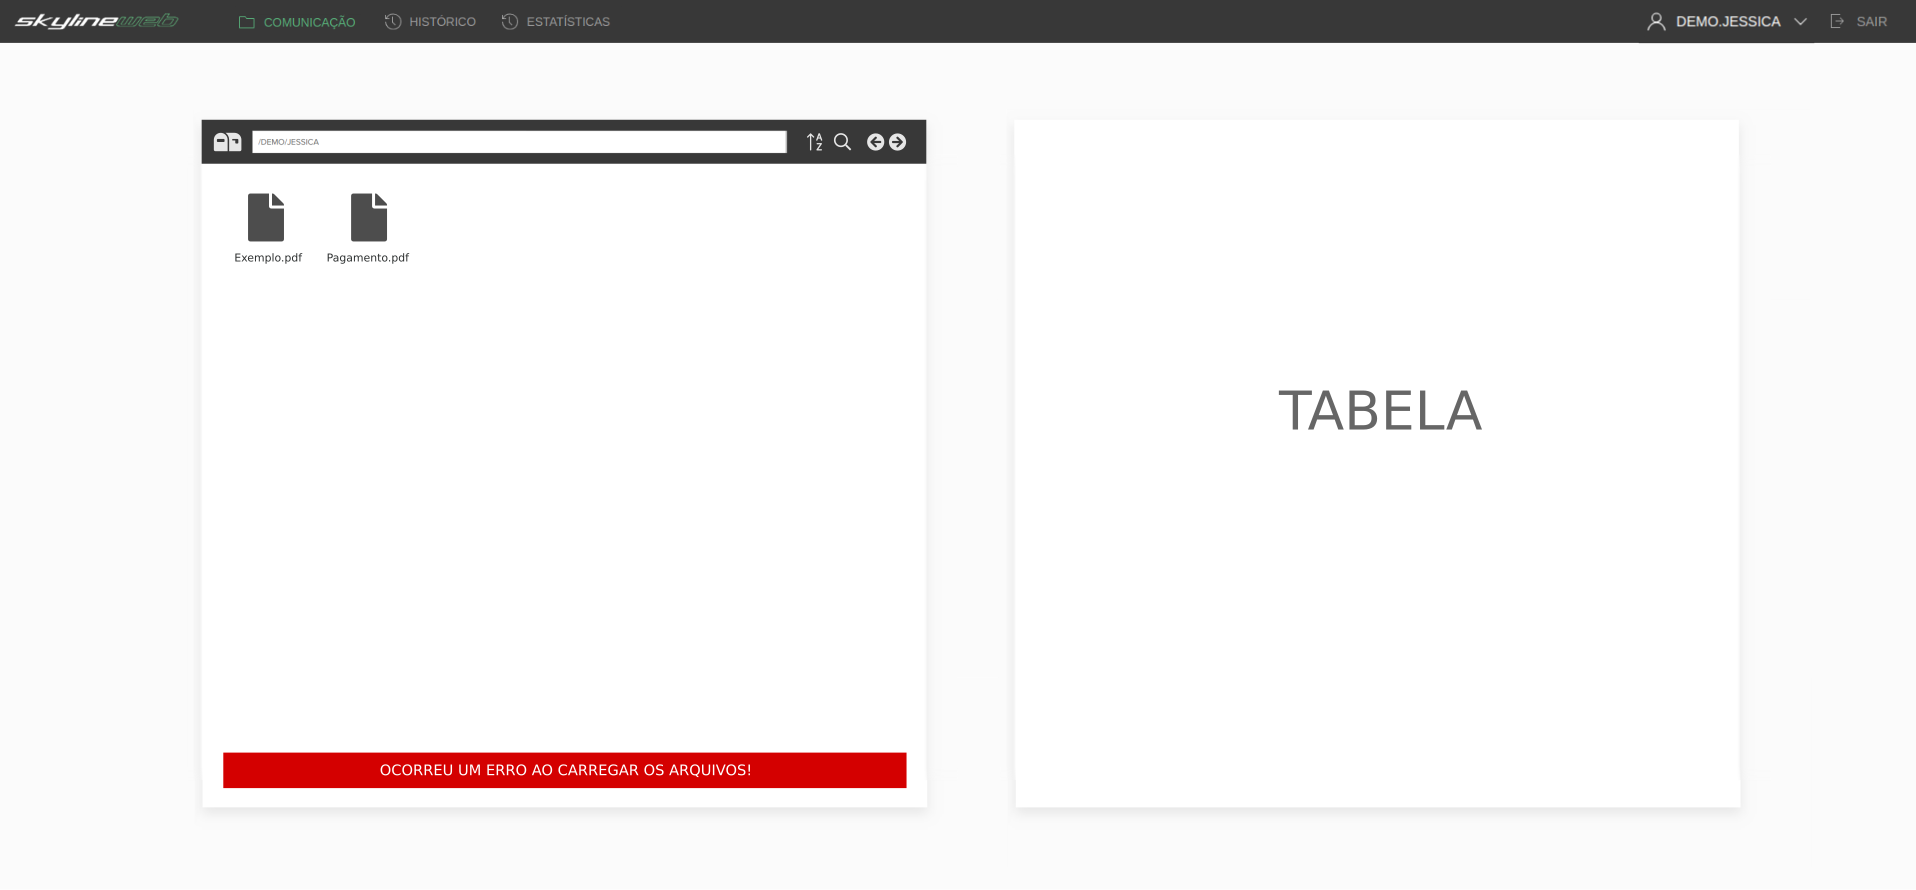 skylineweb
COMUNICAÇÃO
HISTÓRICO
ESTATÍSTICAS
DEMO.JESSICA
SAIR
/DEMO/JESSICA
A
Z
Exemplo.pdf
Pagamento.pdf
OCORREU UM ERRO AO CARREGAR OS ARQUIVOS!
TABELA